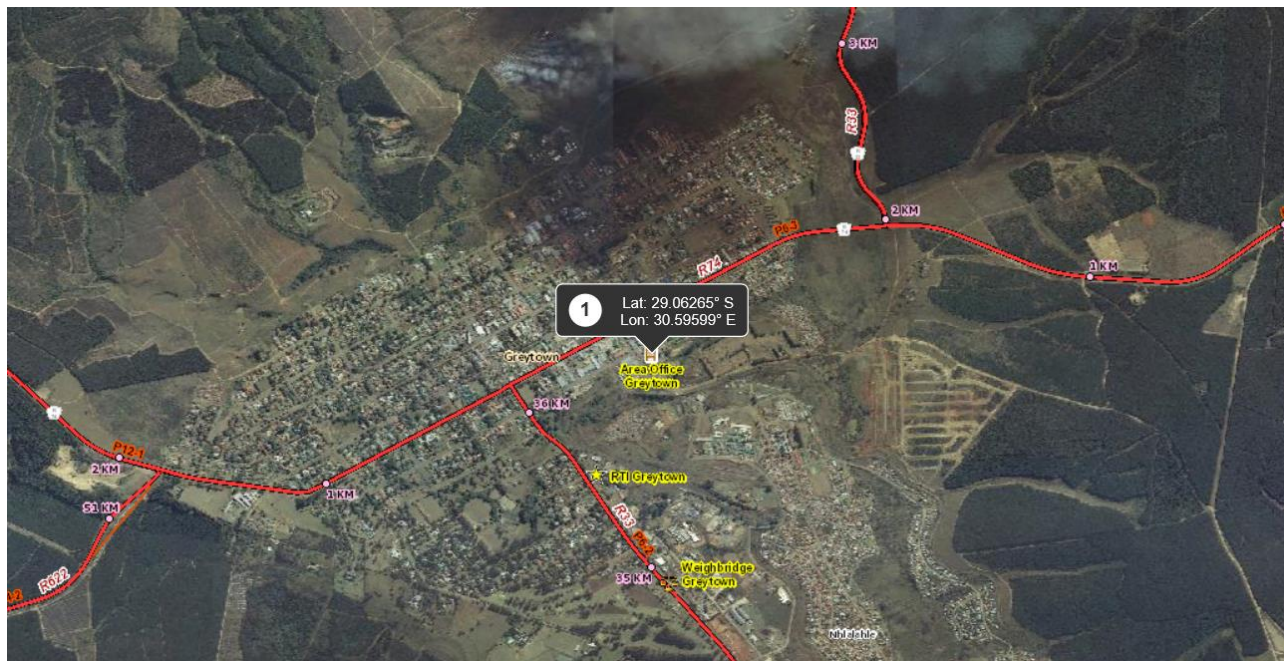 3 KM
R33
2 KM
P6-3
R74
1 KM
1
Lat: 29.06265° S
Lon: 30.59599° E
Greytown
Area Office
Greytown
36 KM
P12-1
2 KM
RTI Greytown
1 KM
51 KM
R33
P6-2
Weighbridge
Greytown
35 KM
R622